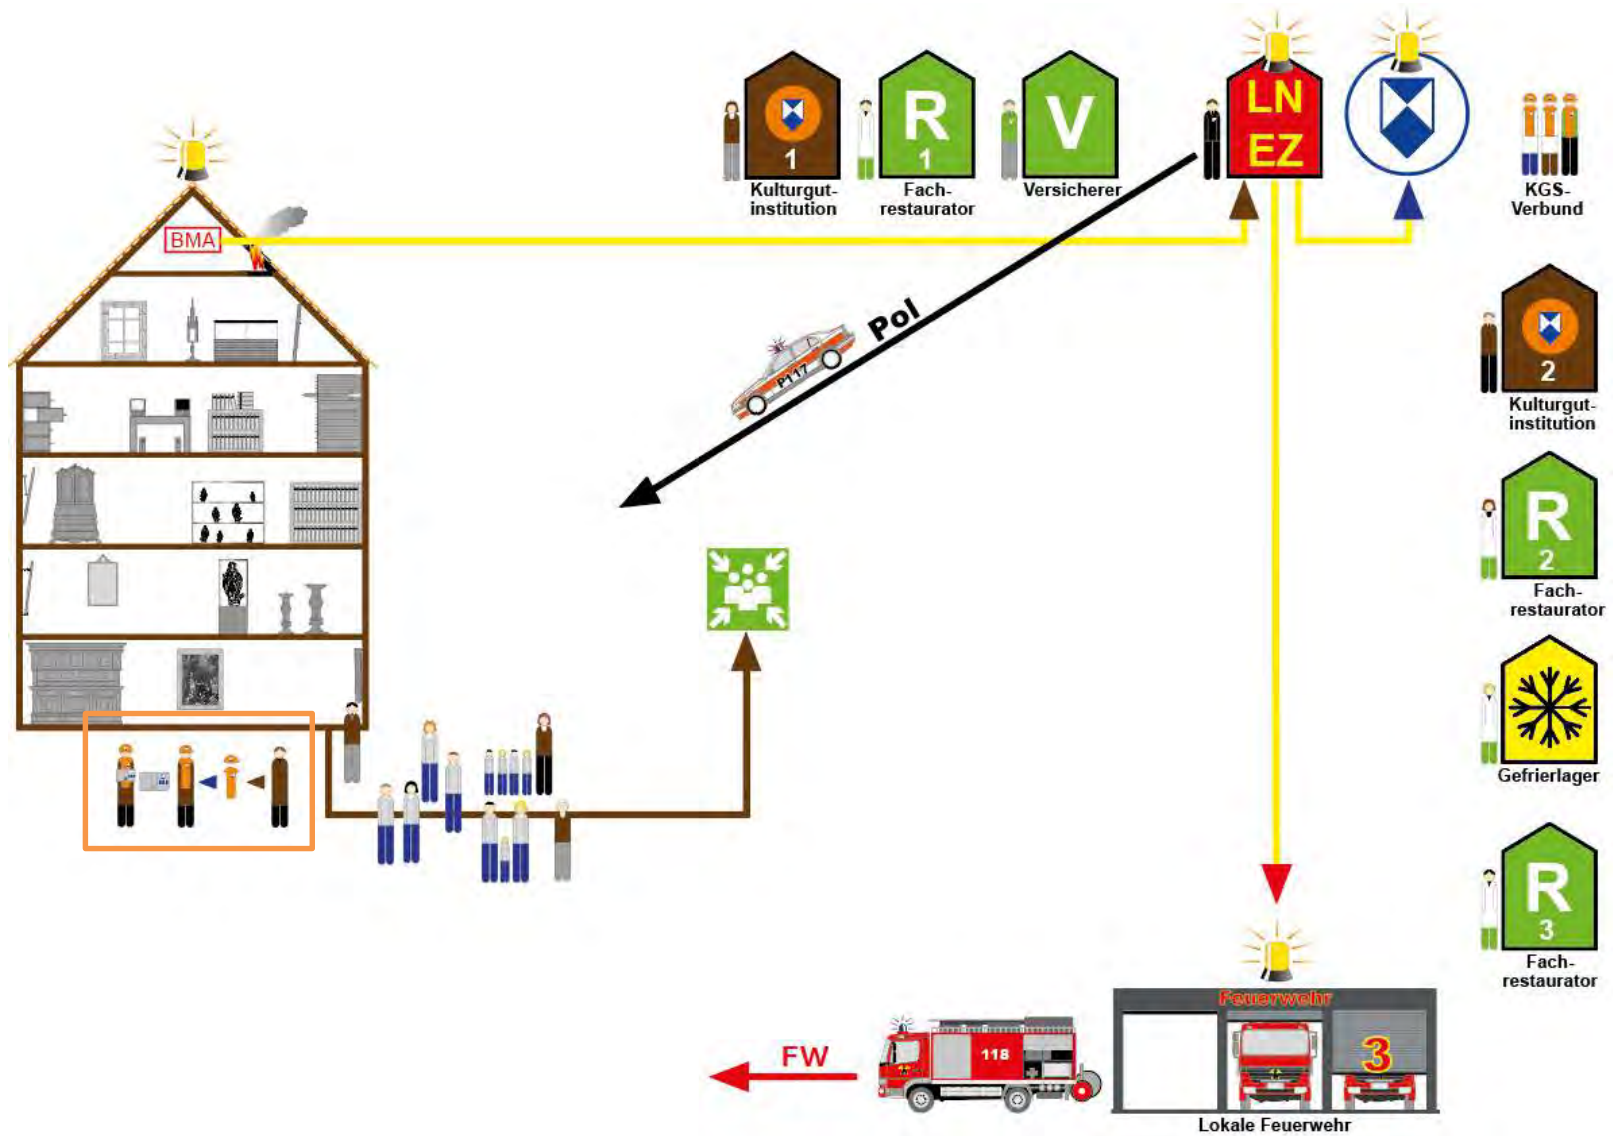 LN
EZ
R
1
V
1
Kulturgut-
institution
Fach-
restaurator
Versicherer
KGS-
Verbund
BMA
Pol
P117
2
Kulturgut-
institution
R
2
Fach-
restaurator
Gefrierlager
R
3
Fach-
restaurator
Feuerwehr
FW
118
3
Lokale Feuerwehr